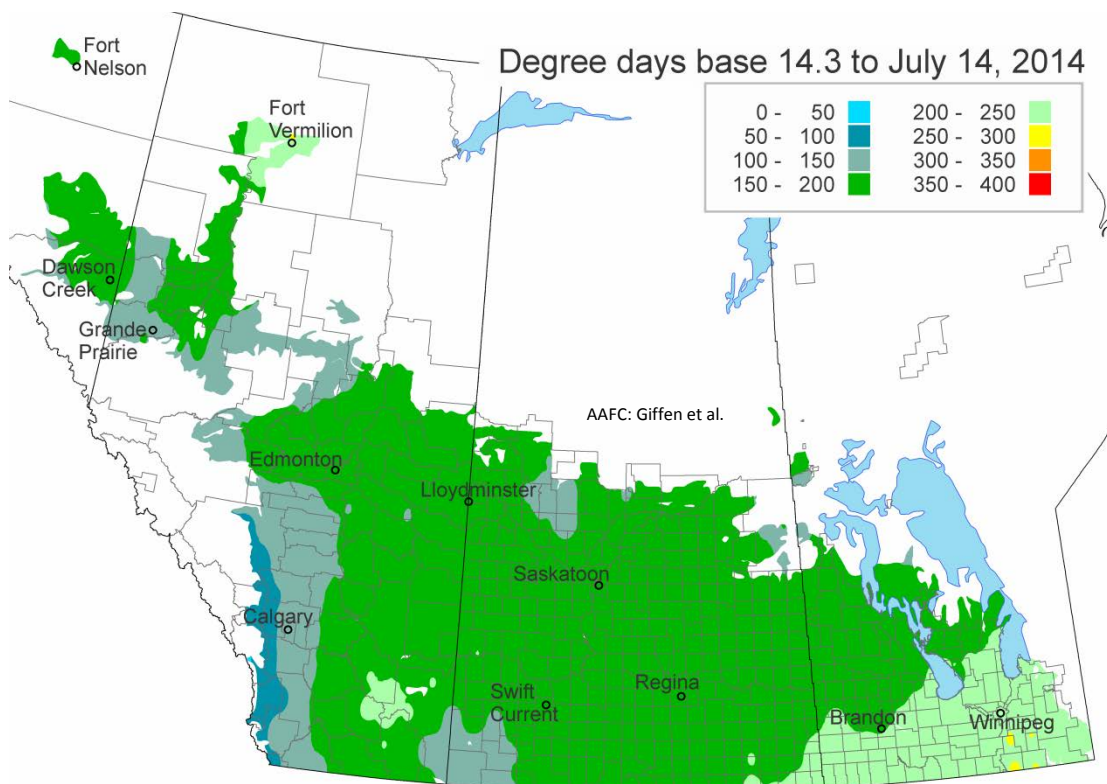 Degree days base 14.3 to July 14, 2014
0 - 50
50 - 100
100 - 150
150 - 200
200 - 250
250 - 300
300 - 350
350 - 400
Fort
Nelson
Fort
Vermilion
Dawson
Creek
Grande
Prairie
AAFC: Giffen et al.
Edmonton
Lloydminster
Saskatoon
Calgary
Swift
Current
Regina
Brandon
Winnipeg